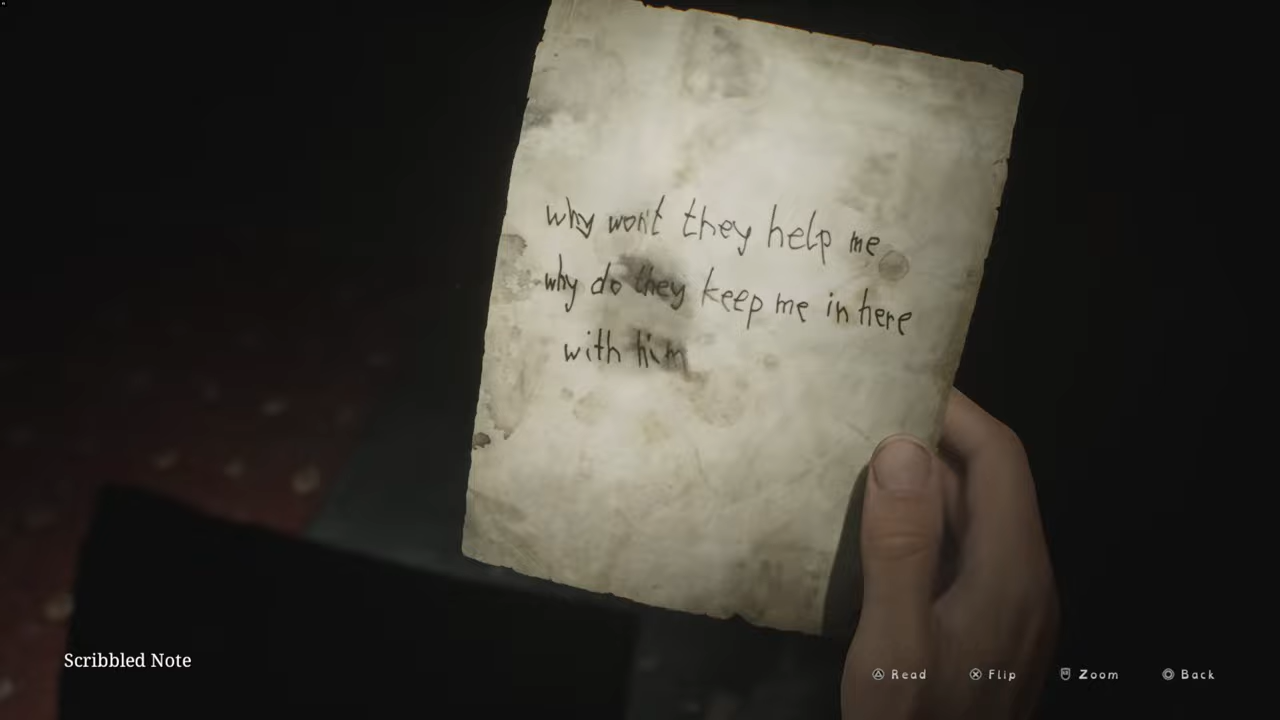 why won't they help me
why do they keep me in here
with him
Scribbled Note
Read Flip Zoom Back